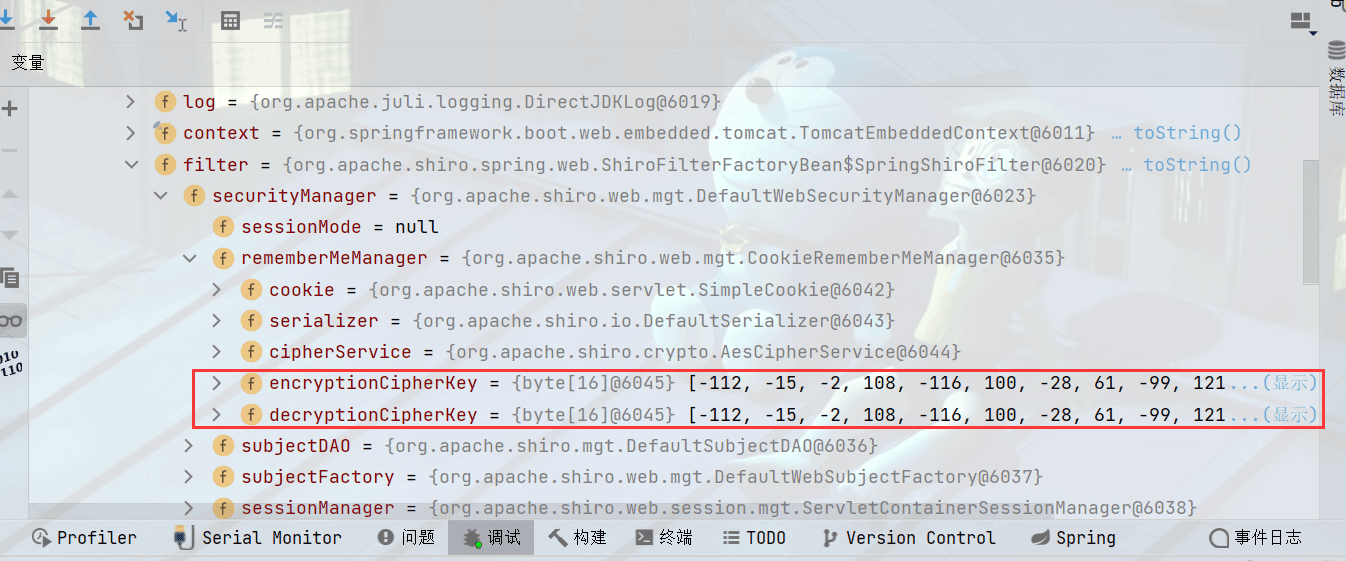 变量
log = {org.apache.juli.logging.DirectJDKLog@6019}
context = {org.springframework.boot.web.embedded.tomcat.TomcatEmbeddedContext@6011} … toString()
filter = {org.apache.shiro.spring.web.ShiroFilterFactoryBean$SpringShiroFilter@6020} … toString()
securityManager = {org.apache.shiro.web.mgt.DefaultWebSecurityManager@6023}
sessionMode = null
rememberMeManager = {org.apache.shiro.web.mgt.CookieRememberMeManager@6035}
cookie = {org.apache.shiro.web.servlet.SimpleCookie@6042}
serializer = {org.apache.shiro.io.DefaultSerializer@6043}
cipherService = {org.apache.shiro.crypto.AesCipherService@6044}
encryptionCipherKey = {byte[16]@6045} [-112, -15, -2, 108, -116, 100, -28, 61, -99, 121...(显示)
decryptionCipherKey = {byte[16]@6045} [-112, -15, -2, 108, -116, 100, -28, 61, -99, 121...(显示)
subjectDAO = {org.apache.shiro.mgt.DefaultSubjectDAO@6036}
subjectFactory = {org.apache.shiro.web.mgt.DefaultWebSubjectFactory@6037}
sessionManager = {org.apache.shiro.web.session.mgt.ServletContainerSessionManager@6038}
数据库
Profiler Serial Monitor 问题 调试 构建 终端 TODO Version Control Spring 事件日志